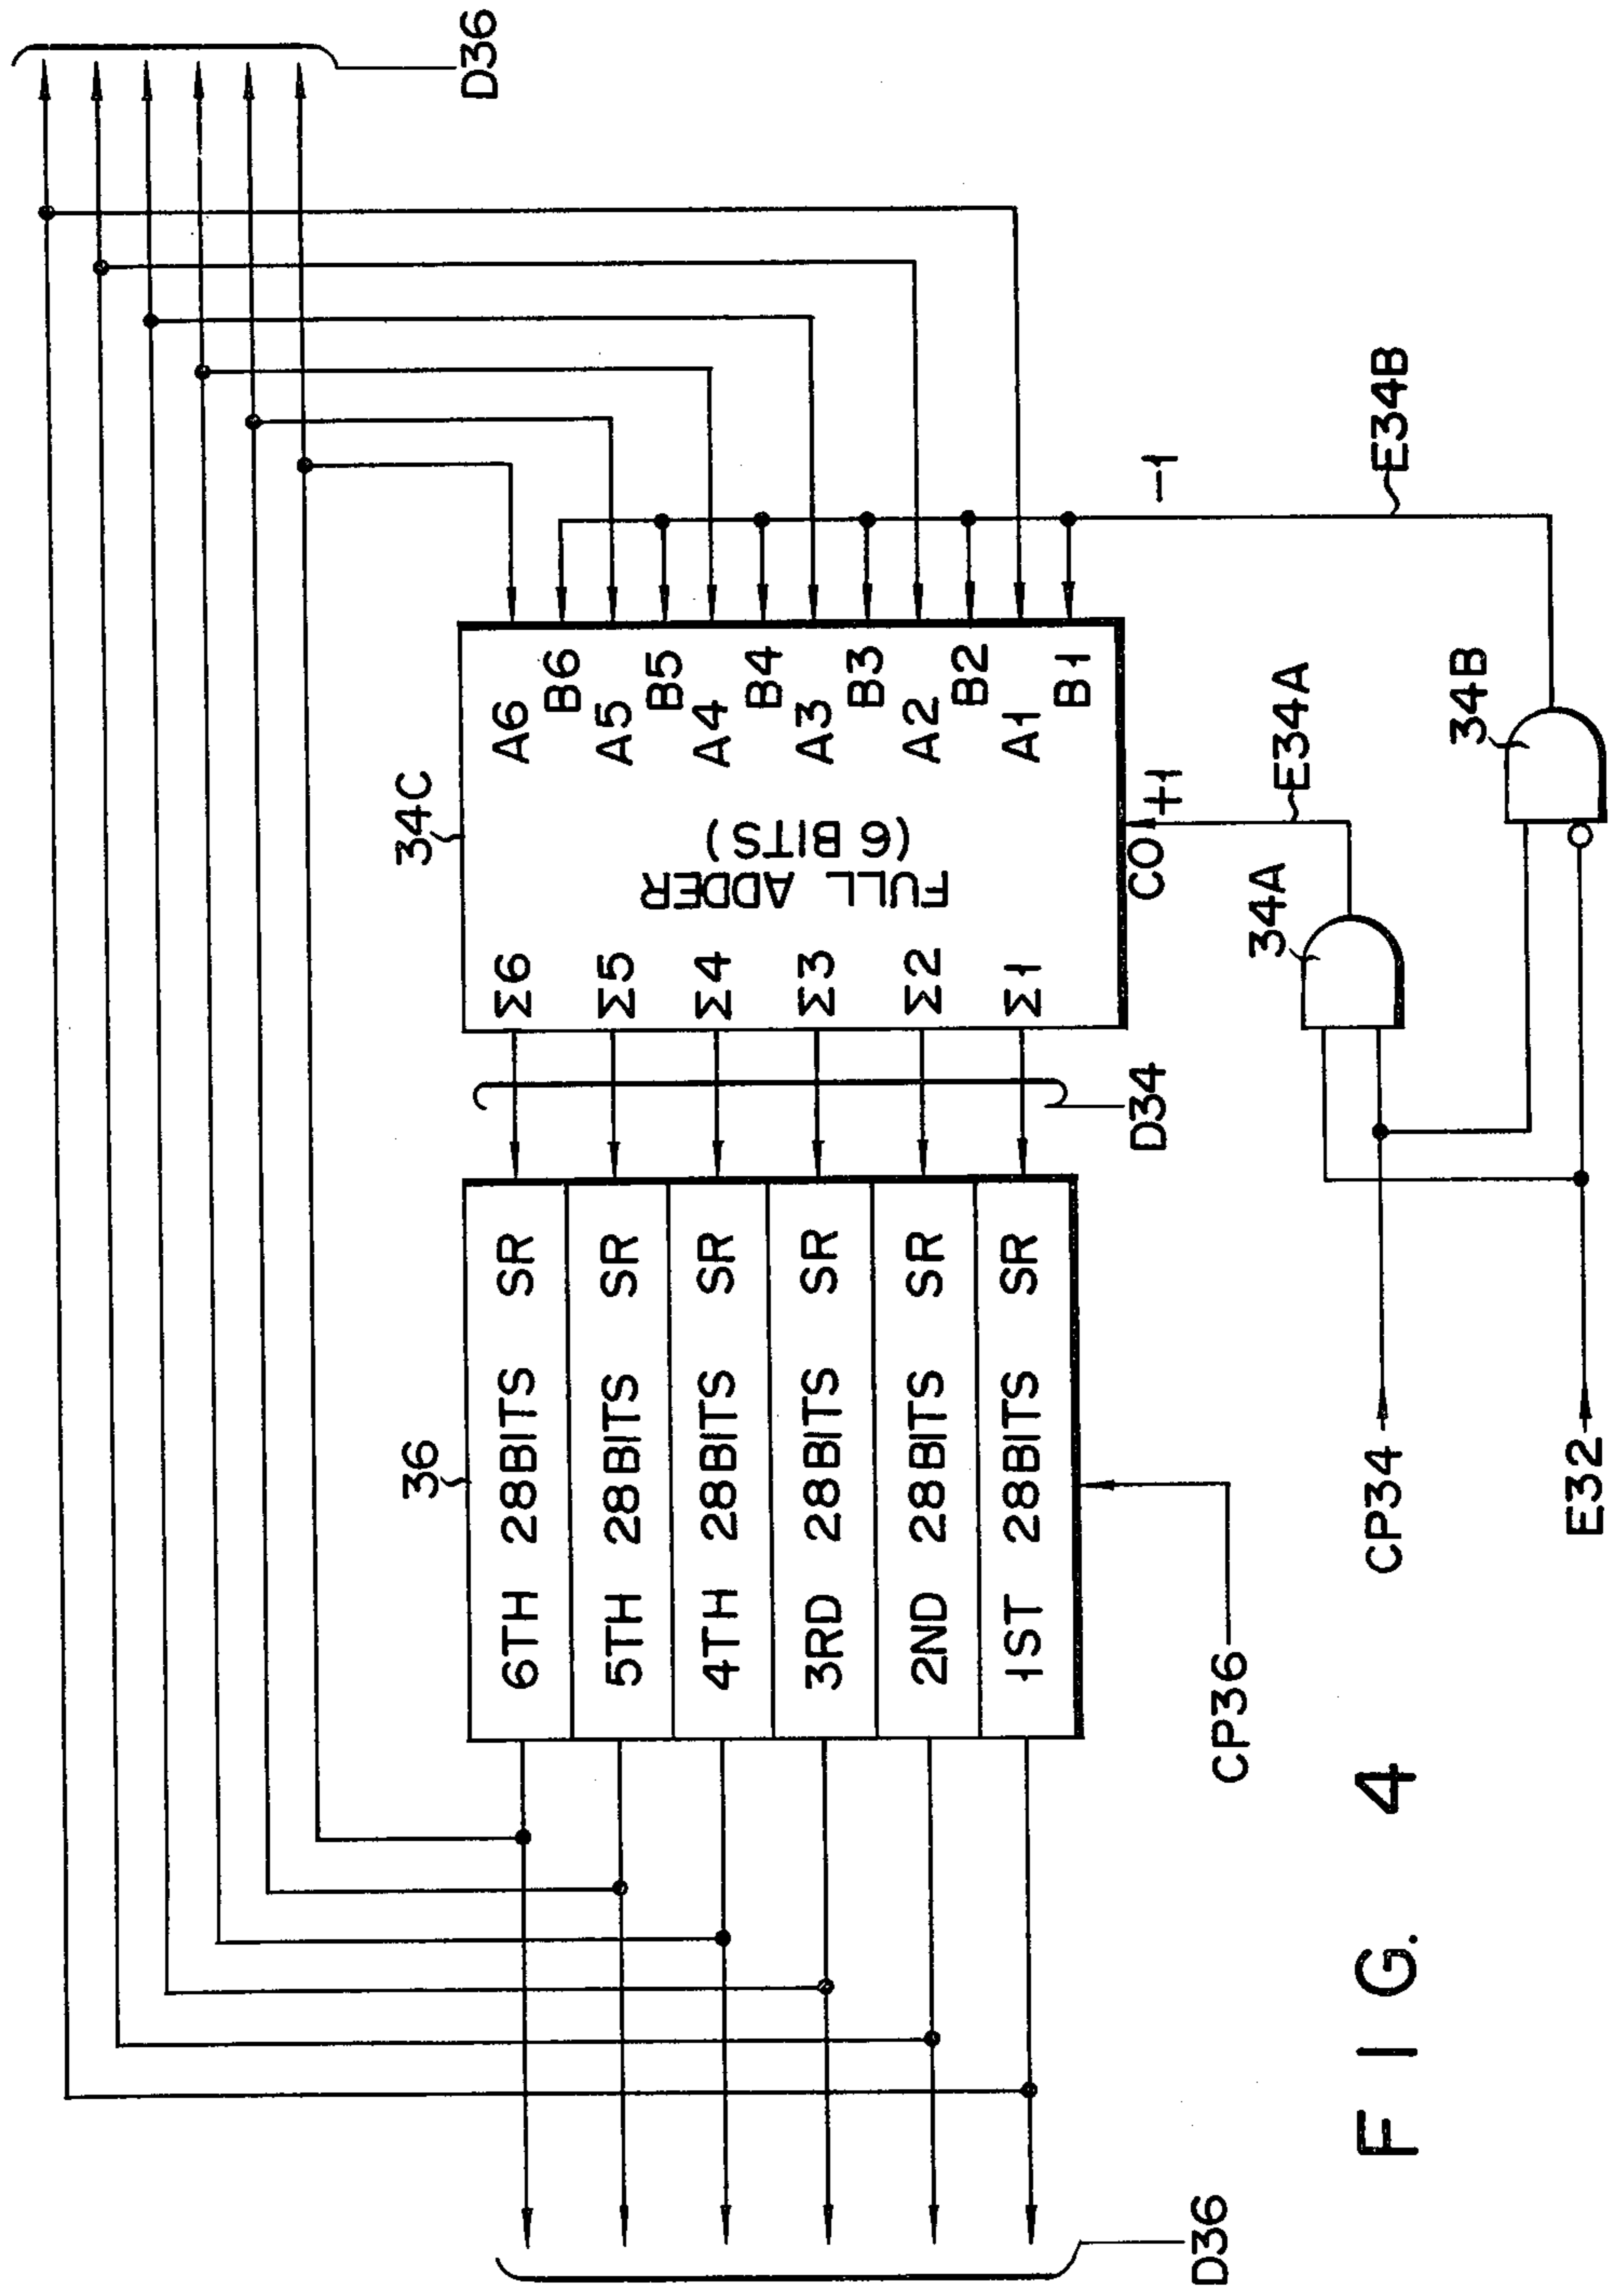 D36
36
34C
6TH 28BITS SR
5TH 28BITS SR
4TH 28BITS SR
3RD 28BITS SR
2ND 28BITS SR
1ST 28BITS SR
Σ6
Σ5
Σ4
Σ3
Σ2
Σ1
FULL ADDER
(6 BITS)
A6
B6
A5
B5
A4
B4
A3
B3
A2
B2
A1
B1
D34
CO
+1
-1
CP36
34A
E34A
34B
E34B
CP34
E32
D36
FIG. 4